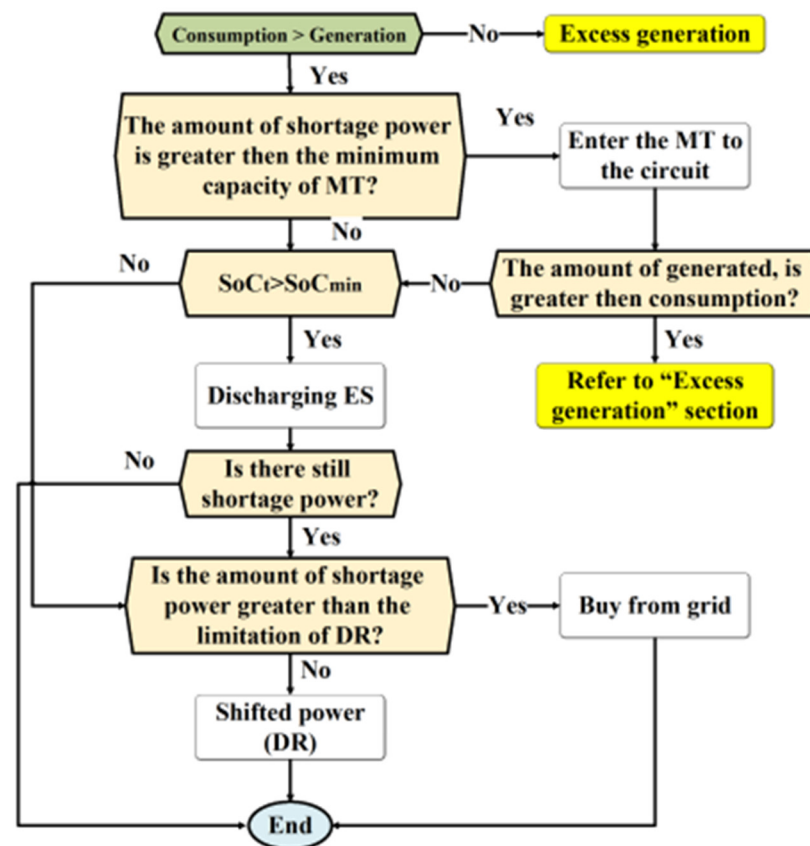 Consumption > Generation
No
Excess generation
Yes
The amount of shortage power
is greater then the minimum
capacity of MT?
Yes
Enter the MT to
the circuit
No
No
SoCt>SoCmin
No
The amount of generated, is
greater then consumption?
Yes
Yes
Discharging ES
Refer to “Excess
generation” section
No
Is there still
shortage power?
Yes
Is the amount of shortage
power greater than the
limitation of DR?
Yes
Buy from grid
No
Shifted power
(DR)
End